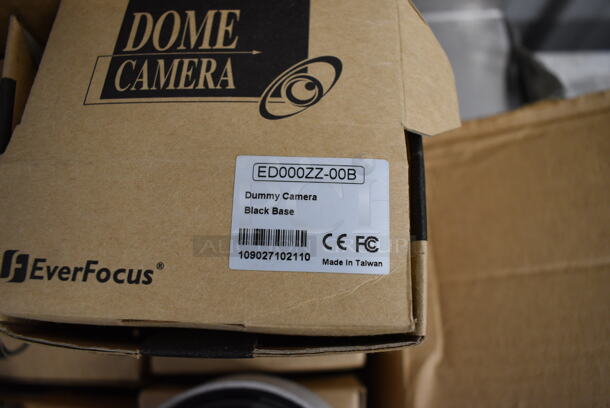 DOME
CAMERA
ED000ZZ-00B
Dummy Camera
Black Base
CE FC
109027102110
Made in Taiwan
EverFocus®